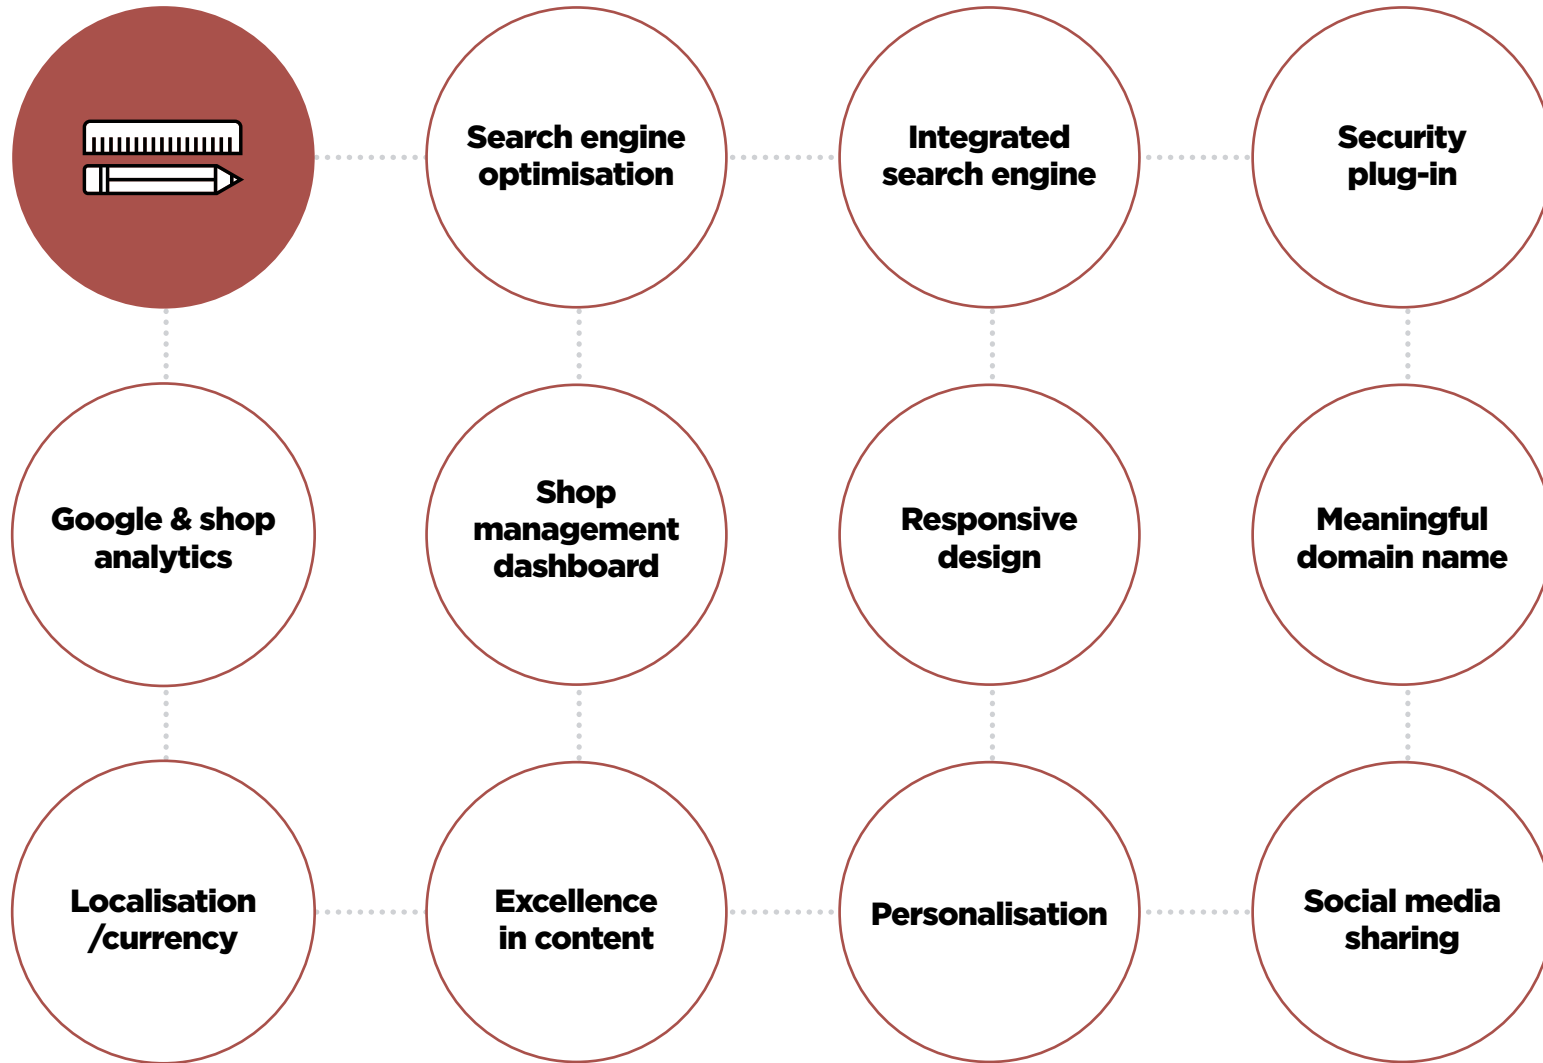 Search engine
optimisation
Integrated
search engine
Security
plug-in
Google & shop
analytics
Shop
management
dashboard
Responsive
design
Meaningful
domain name
Localisation
/currency
Excellence
in content
Personalisation
Social media
sharing